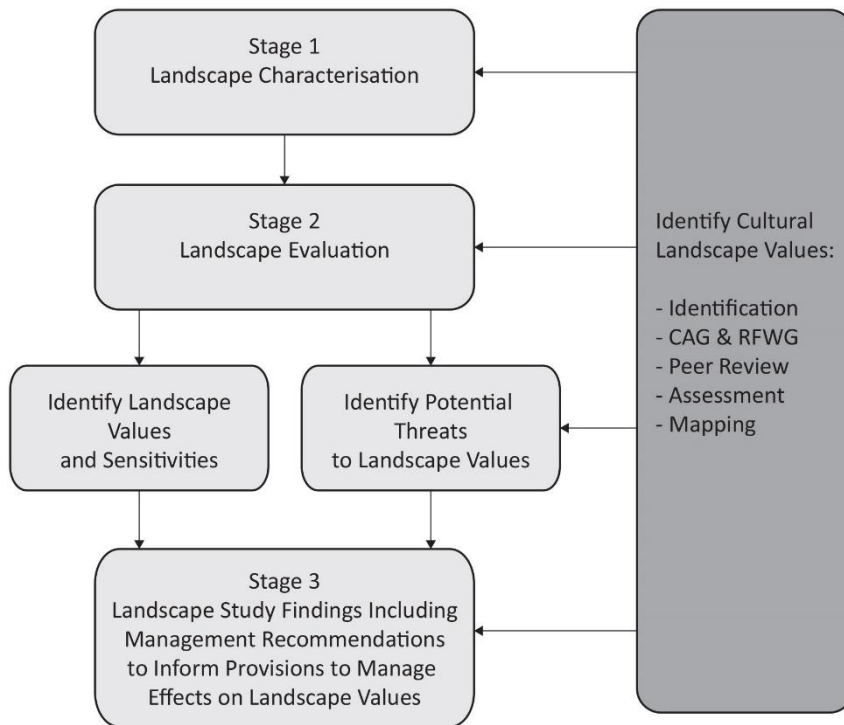 Stage 1
Landscape Characterisation
Stage 2
Landscape Evaluation
Identify Landscape
Values
and Sensitivities
Identify Potential
Threats
to Landscape Values
Stage 3
Landscape Study Findings Including
Management Recommendations
to Inform Provisions to Manage
Effects on Landscape Values
Identify Cultural
Landscape Values:
- Identification
- CAG & RFWG
- Peer Review
- Assessment
- Mapping